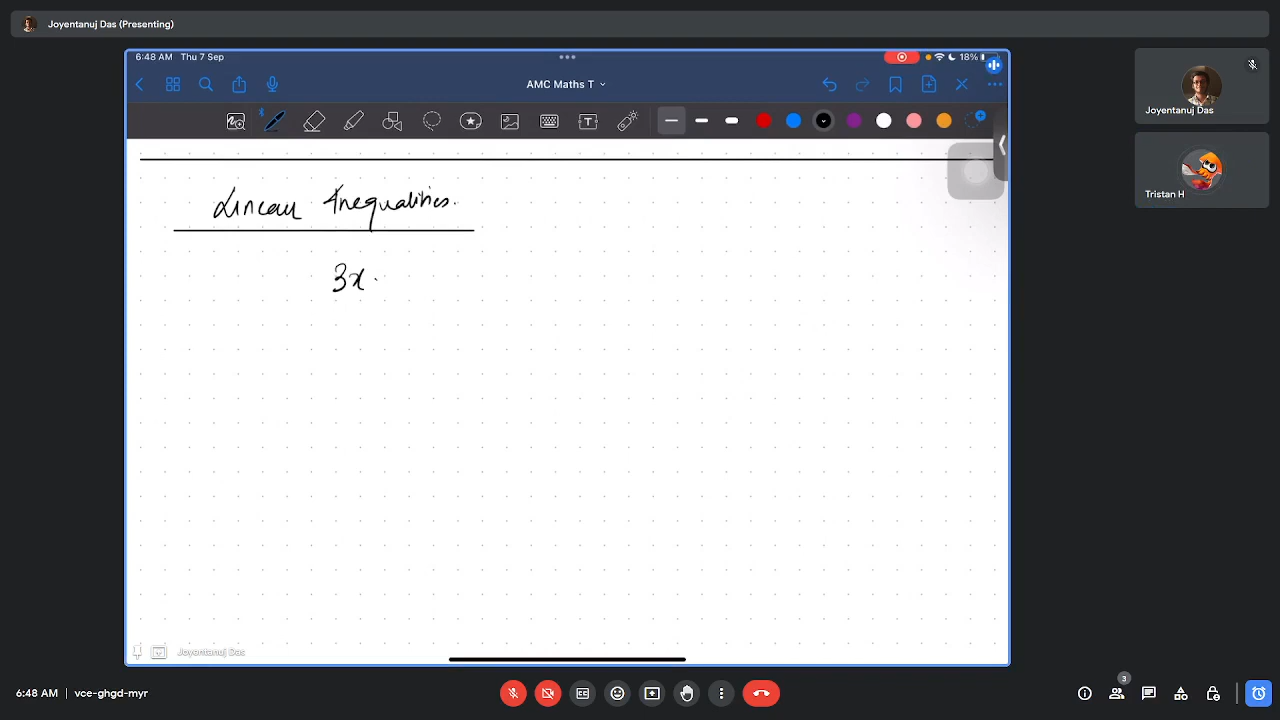 Joyentanuj Das (Presenting)
6:48 AM Thu 7 Sep
18%
AMC Maths T
Linear Inequalities.
3x
Joyentanuj Das
Tristan H
Joyentanuj Das
6:48 AM | vce-ghgd-myr
3